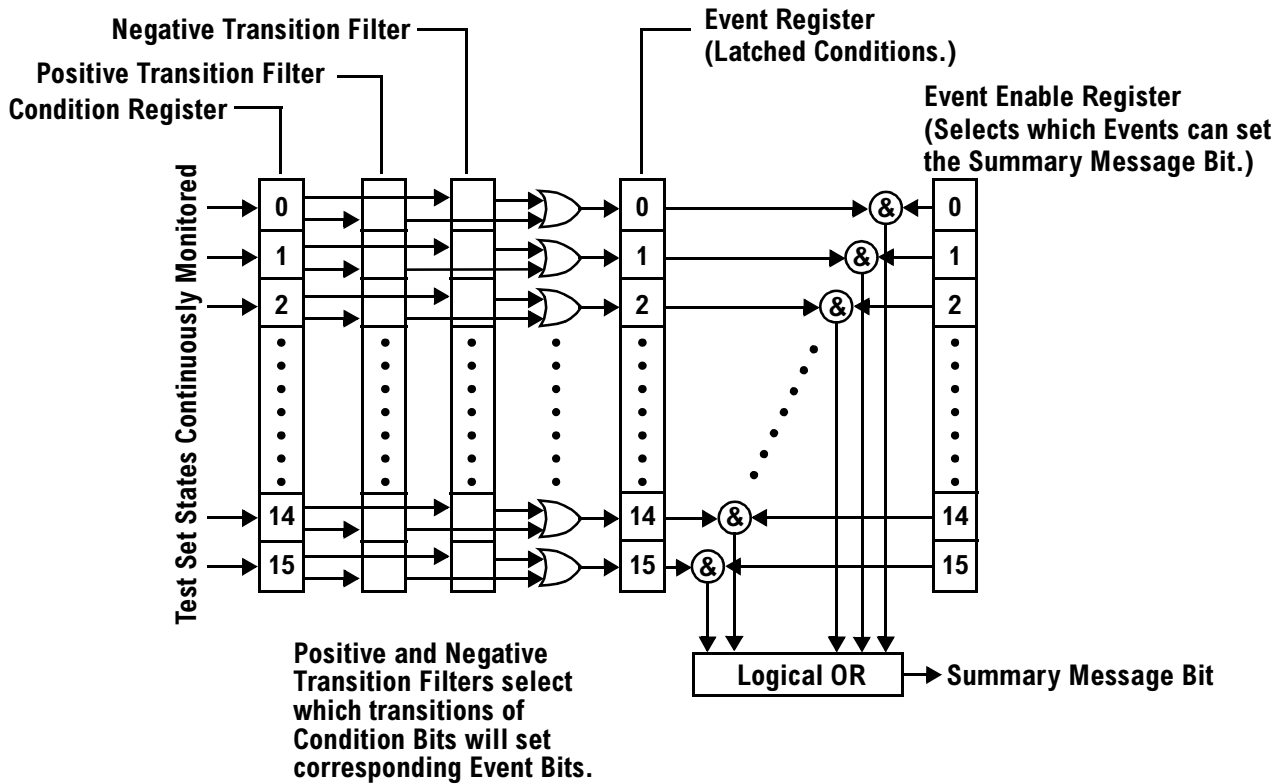 Negative Transition Filter
Positive Transition Filter
Condition Register
Event Register
(Latched Conditions.)
Event Enable Register
(Selects which Events can set
the Summary Message Bit.)
Test Set States Continuously Monitored
0 0 & 0
1 1 & 1
2 2 & 2
14 14 & 14
15 15 & 15
Positive and Negative
Transition Filters select
which transitions of
Condition Bits will set
corresponding Event Bits.
Logical OR
Summary Message Bit